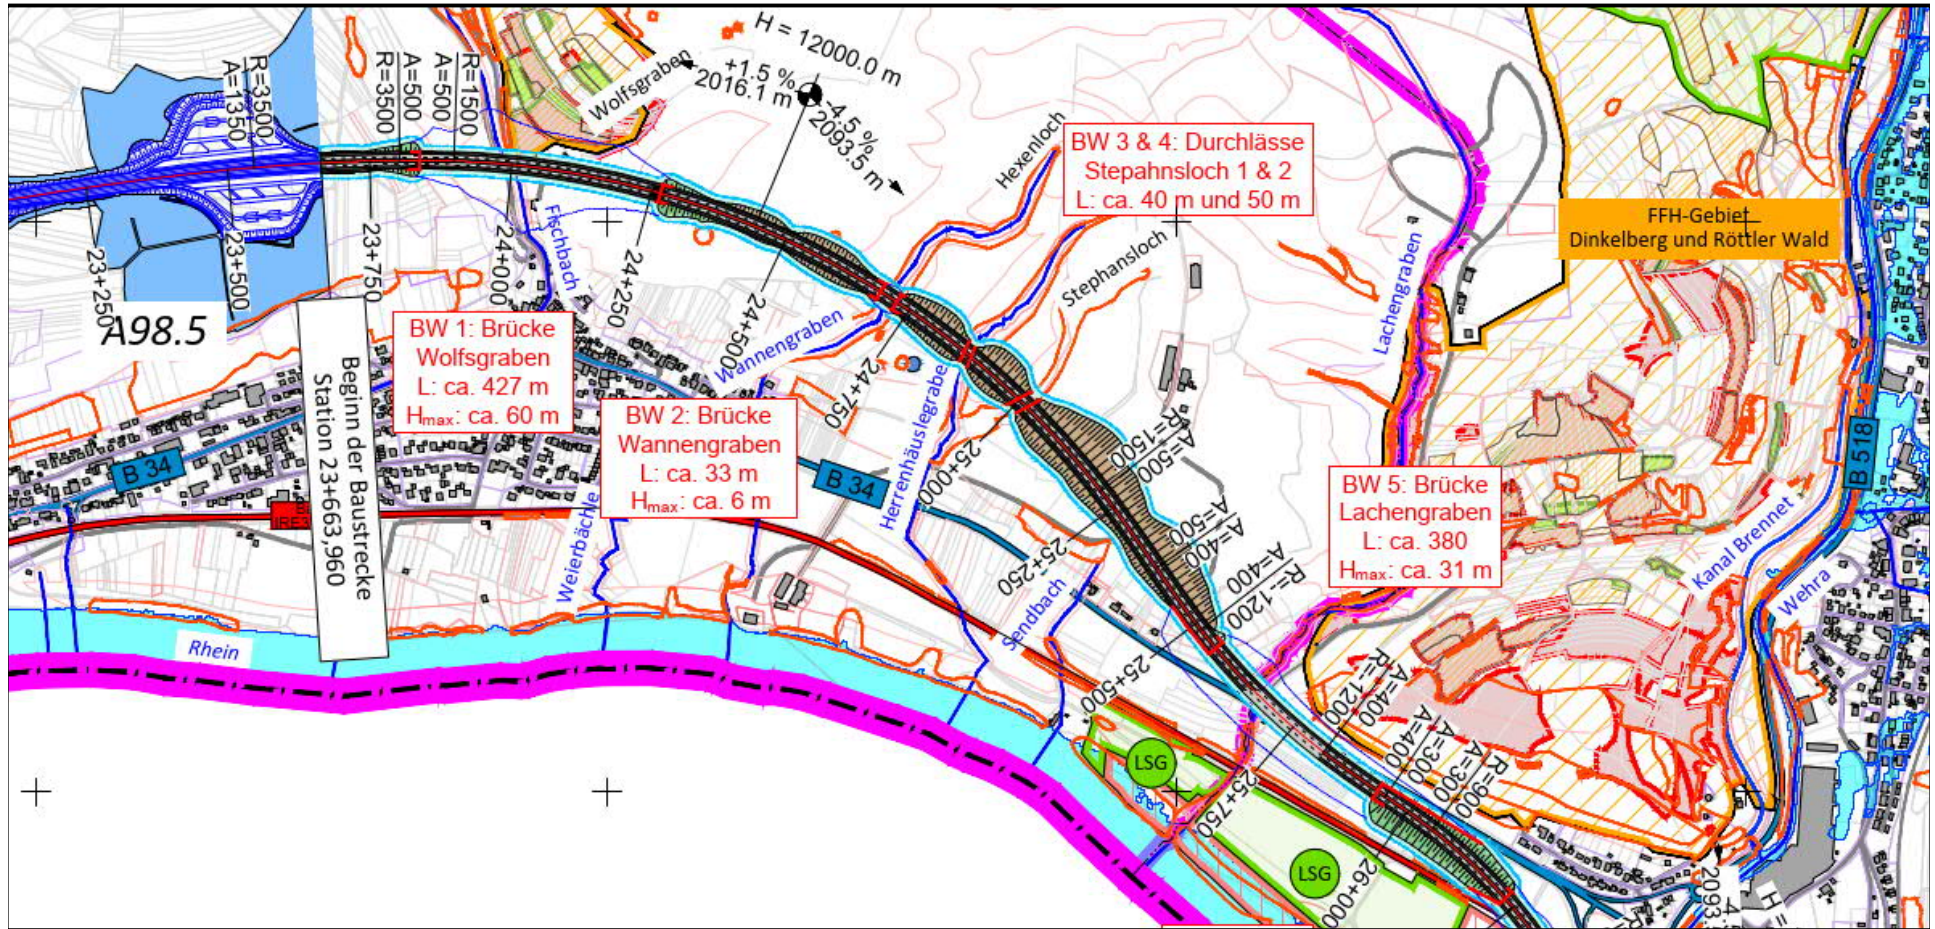 H = 12000.0 m
+1.5 %
2016.1 m
-4.5 %
2093.5 m
Wolfsgraben
R=3500
A=1350
R=3500
A=500
A=500
R=1500
Hexenloch
BW 3 & 4: Durchlässe
Stepahnsloch 1 & 2
L: ca. 40 m und 50 m
FFH-Gebiet
Dinkelberg und Röttler Wald
Fischbach
Stephansloch
Lachengraben
23+250
23+500
23+750
24+000
24+250
24+500
24+750
25+000
25+250
25+500
25+750
26+000
A98.5
Beginn der Baustrecke
Station 23+663,960
BW 1: Brücke
Wolfsgraben
L: ca. 427 m
Hmax: ca. 60 m
Wannengraben
BW 2: Brücke
Wannengraben
L: ca. 33 m
Hmax: ca. 6 m
Herrenhäuslegrabe
R=1500
A=500
A=500
A=400
A=400
R=-1200
BW 5: Brücke
Lachengraben
L: ca. 380
Hmax: ca. 31 m
B 34
B 34
B 518
Weierbächle
Sendbach
Kanal Brennet
Wehra
Rhein
R=-1200
A=400
A=400
A=300
A=300
R=900
LSG
LSG
2093.
H =